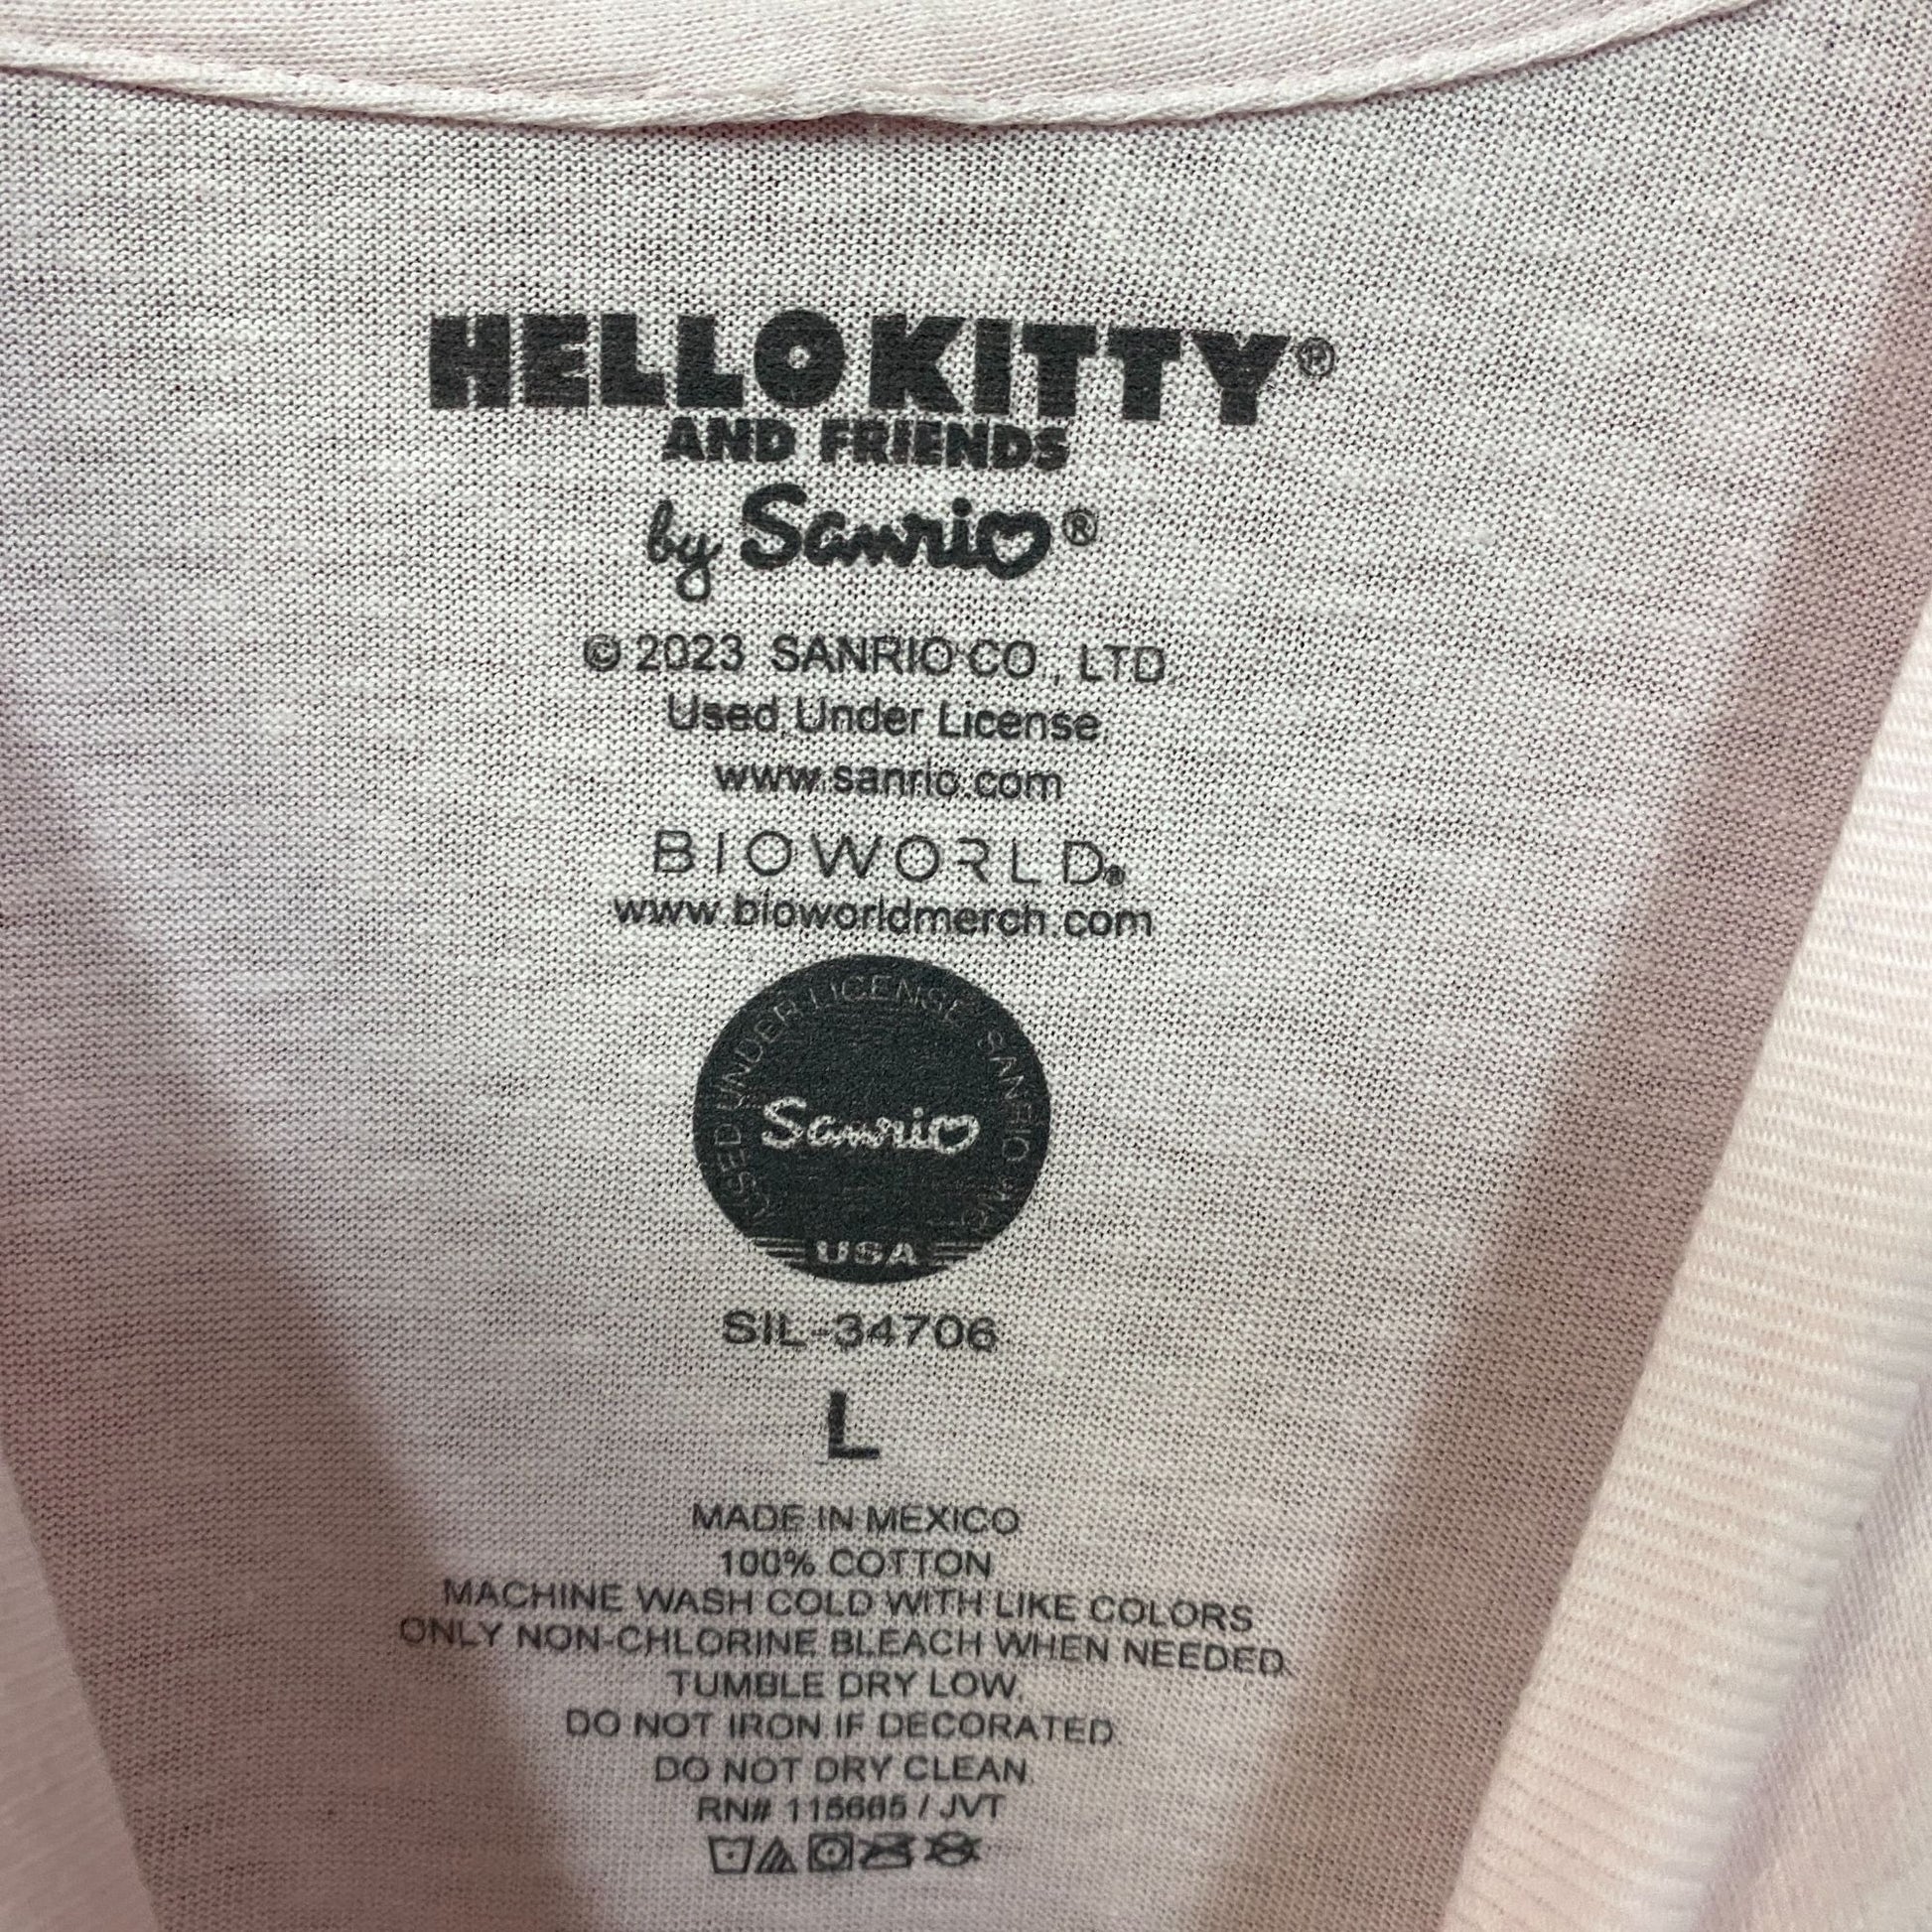 HELLO KITTY®
AND FRIENDS
by Sanrio®
© 2023 SANRIO CO., LTD
Used Under License
www.sanrio.com
BIOWORLD®
www.bioworldmerch.com
USED UNDER LICENSE SANRIO INC.
Sanrio
USA
SIL-34706
L
MADE IN MEXICO
100% COTTON
MACHINE WASH COLD WITH LIKE COLORS
ONLY NON-CHLORINE BLEACH WHEN NEEDED.
TUMBLE DRY LOW.
DO NOT IRON IF DECORATED
DO NOT DRY CLEAN.
RN# 115665 / JVT